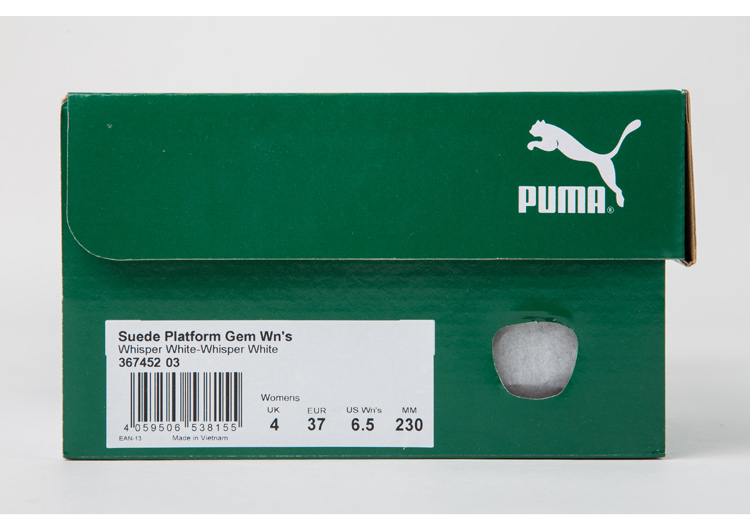 PUMA®
Suede Platform Gem Wn's
Whisper White-Whisper White
367452 03
4 059506 538155
EAN-13 Made in Vietnam
Womens
UK EUR US Wn's MM
4 37 6.5 230